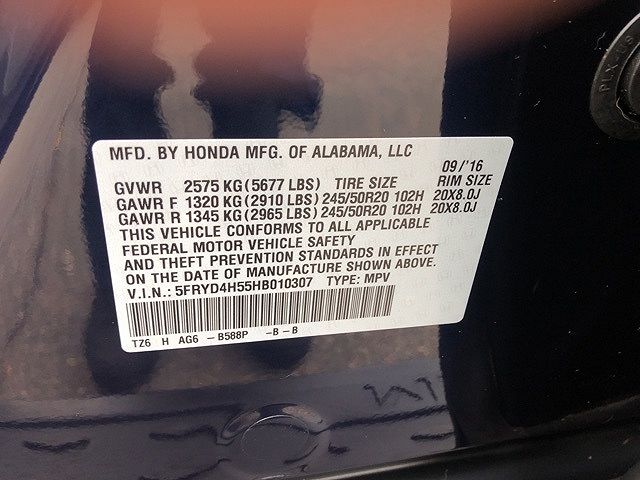 MFD. BY HONDA MFG. OF ALABAMA, LLC
09/'16
GVWR 2575 KG (5677 LBS) TIRE SIZE RIM SIZE
GAWR F 1320 KG (2910 LBS) 245/50R20 102H 20X8.0J
GAWR R 1345 KG (2965 LBS) 245/50R20 102H 20X8.0J
THIS VEHICLE CONFORMS TO ALL APPLICABLE
FEDERAL MOTOR VEHICLE SAFETY
AND THEFT PREVENTION STANDARDS IN EFFECT
ON THE DATE OF MANUFACTURE SHOWN ABOVE.
V.I.N.: 5FRYD4H55HB010307 TYPE: MPV
TZ6 H AG6 - B588P -B-B